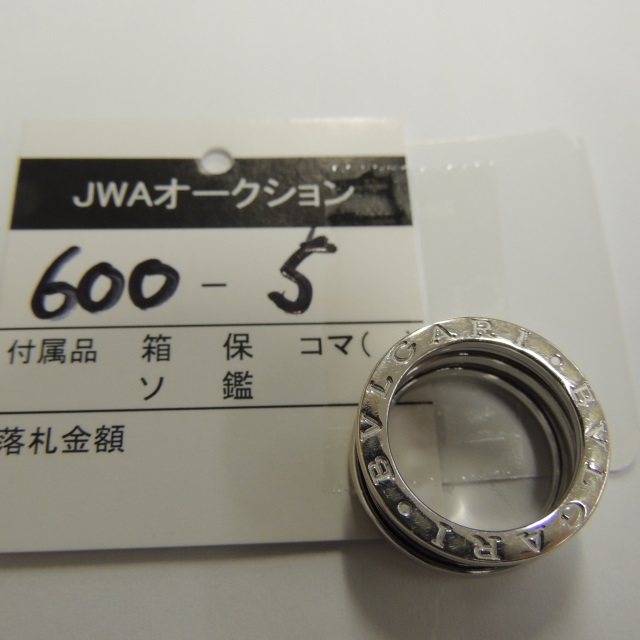 JWAオークション
600-5
付属品 箱 保 コマ( )
ソ 鑑
落札金額
BVLGARI • BVLGARI •